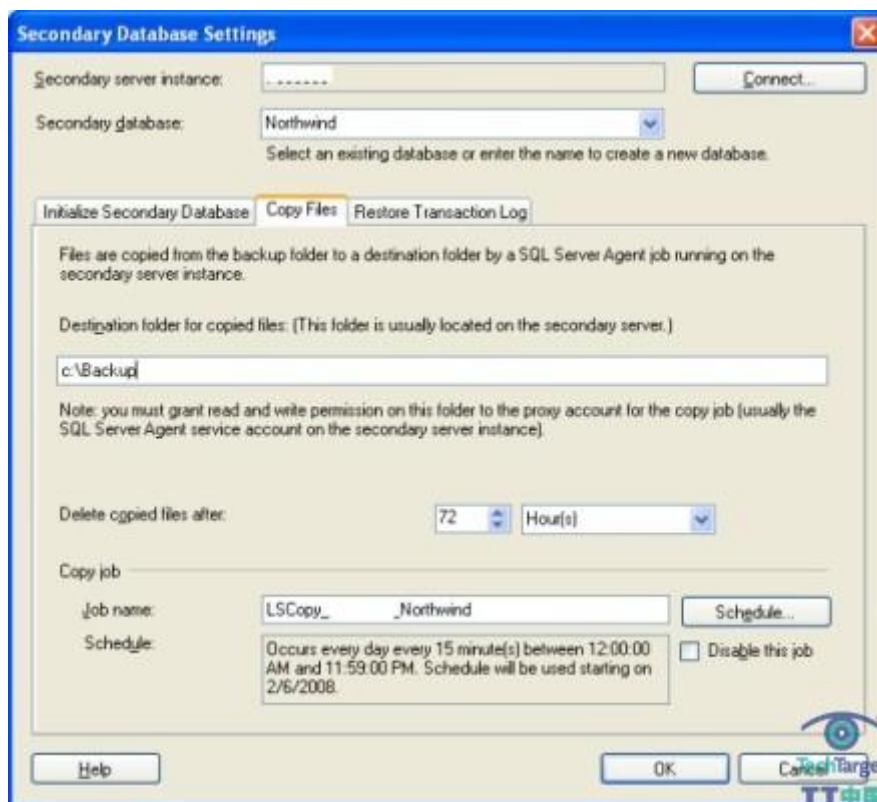 Secondary Database Settings
Secondary server instance:
Connect...
Secondary database:
Northwind
Select an existing database or enter the name to create a new database.
Initialize Secondary Database
Copy Files
Restore Transaction Log
Files are copied from the backup folder to a destination folder by a SQL Server Agent job running on the
secondary server instance.
Destination folder for copied files: (This folder is usually located on the secondary server.)
c:\Backup
Note: you must grant read and write permission on this folder to the proxy account for the copy job (usually the
SQL Server Agent service account on the secondary server instance).
Delete copied files after:
72
Hour(s)
Copy job
Job name:
LSCopy_ _Northwind
Schedule...
Schedule:
Occurs every day every 15 minute(s) between 12:00:00
AM and 11:59:00 PM. Schedule will be used starting on
2/6/2008.
Disable this job
Help
OK
Cancel
TechTarge